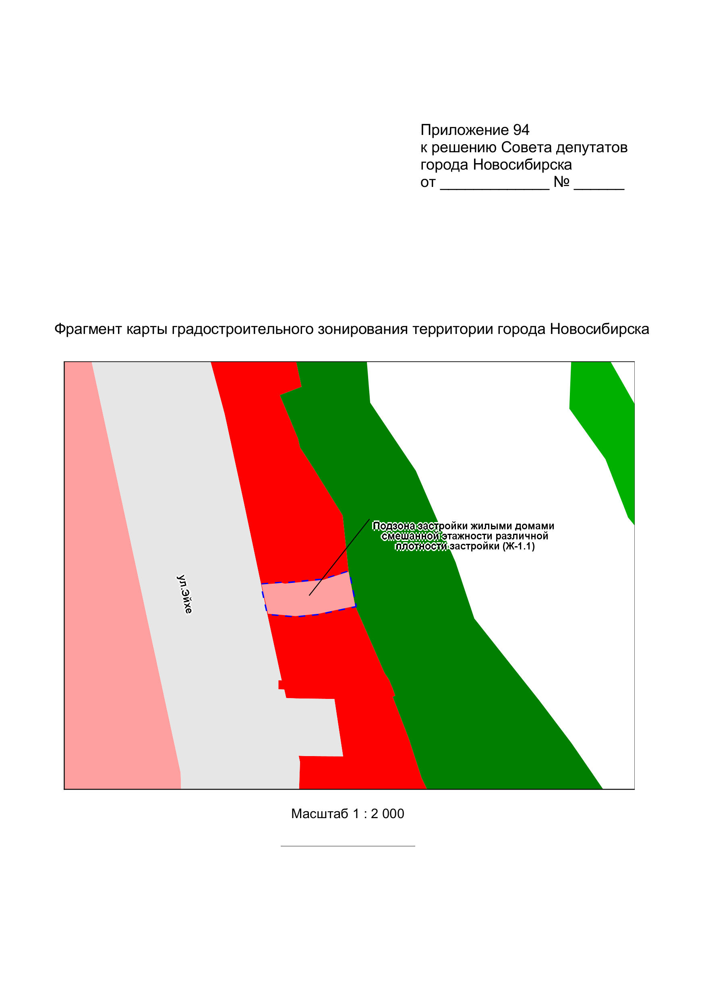 Приложение 94
к решению Совета депутатов
города Новосибирска
от _____________ № ______
Фрагмент карты градостроительного зонирования территории города Новосибирска
Подзона застройки жилыми домами
смешанной этажности различной
плотности застройки (Ж-1.1)
ул.Эйхе
Масштаб 1 : 2 000